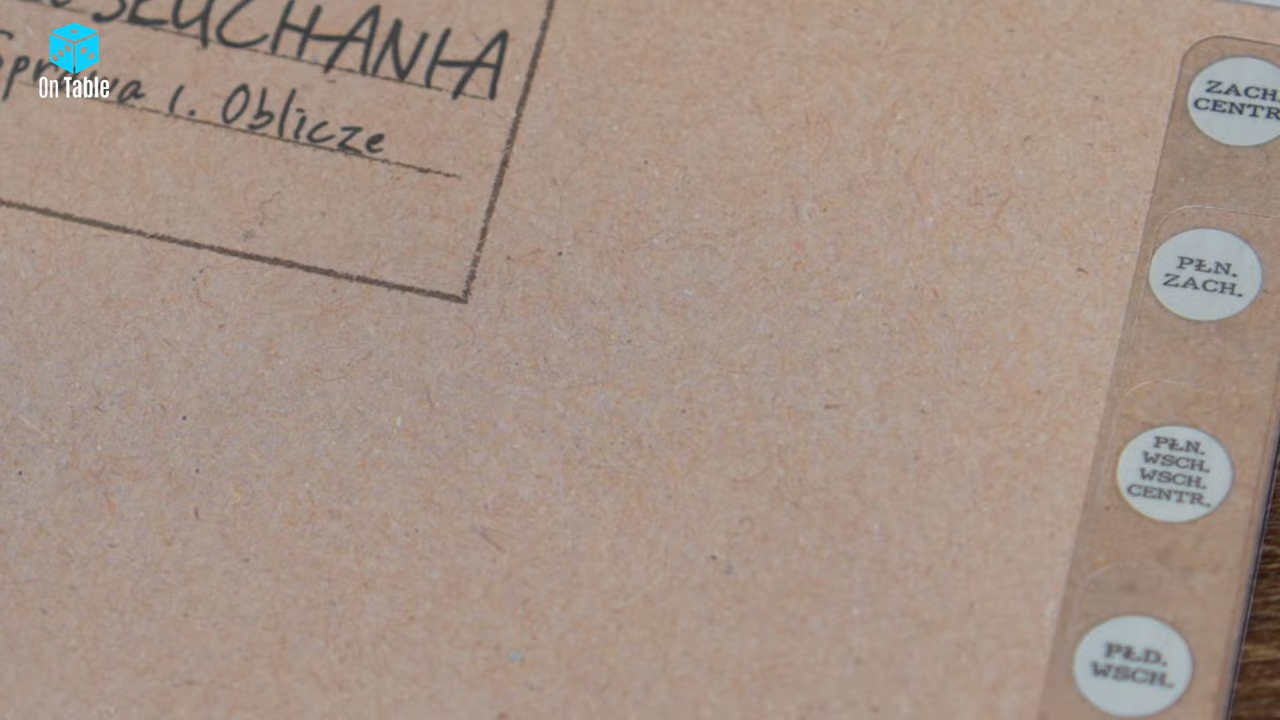 SŁUCHANIA
Sprawa 1. Oblicze
On Table
ZACH.
CENTR
PŁN.
ZACH.
PŁN.
WSCH.
WSCH.
CENTR.
PŁD.
WSCH.